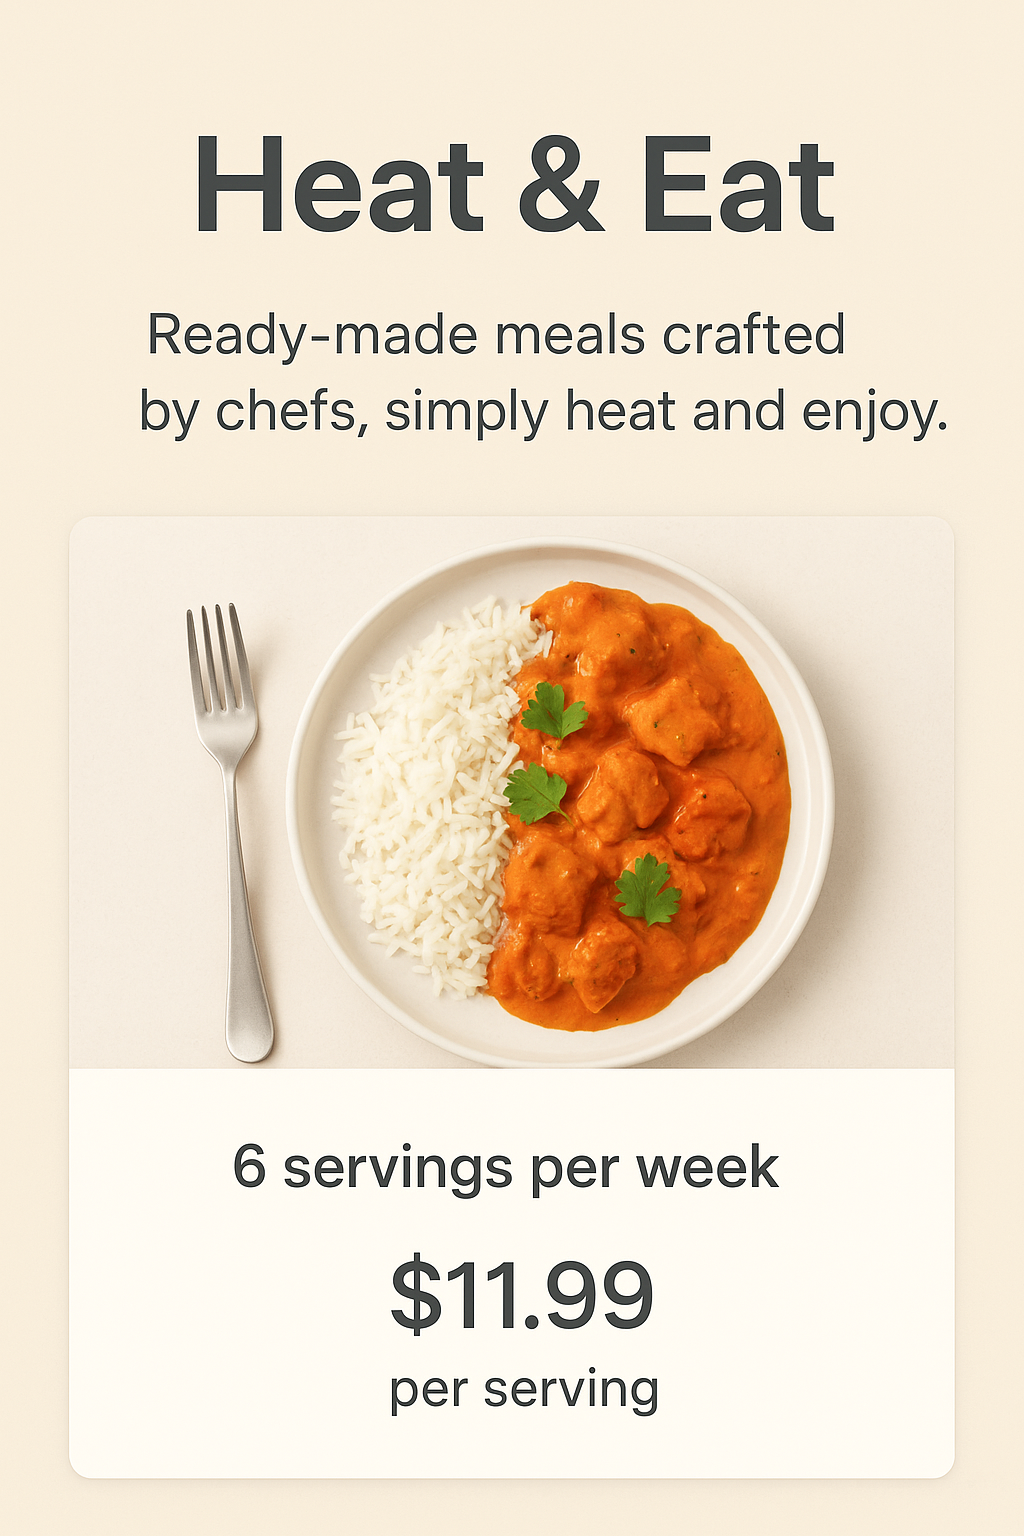 Heat & Eat
Ready-made meals crafted
by chefs, simply heat and enjoy.
6 servings per week
$11.99
per serving